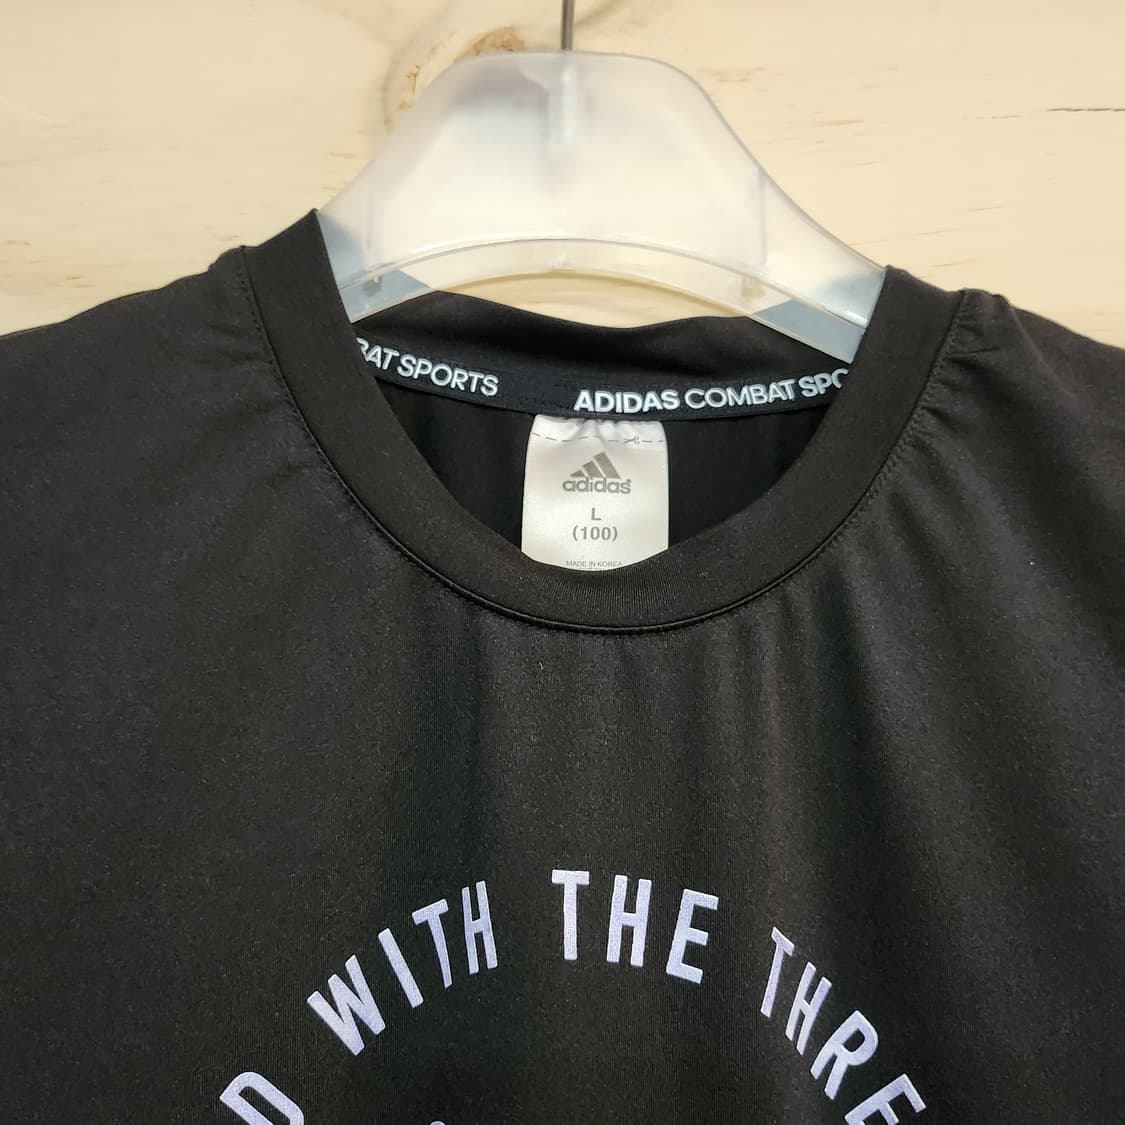 BAT SPORTS
ADIDAS COMBAT SPO
adidas
L
(100)
MADE IN KOREA
D WITH THE THRE